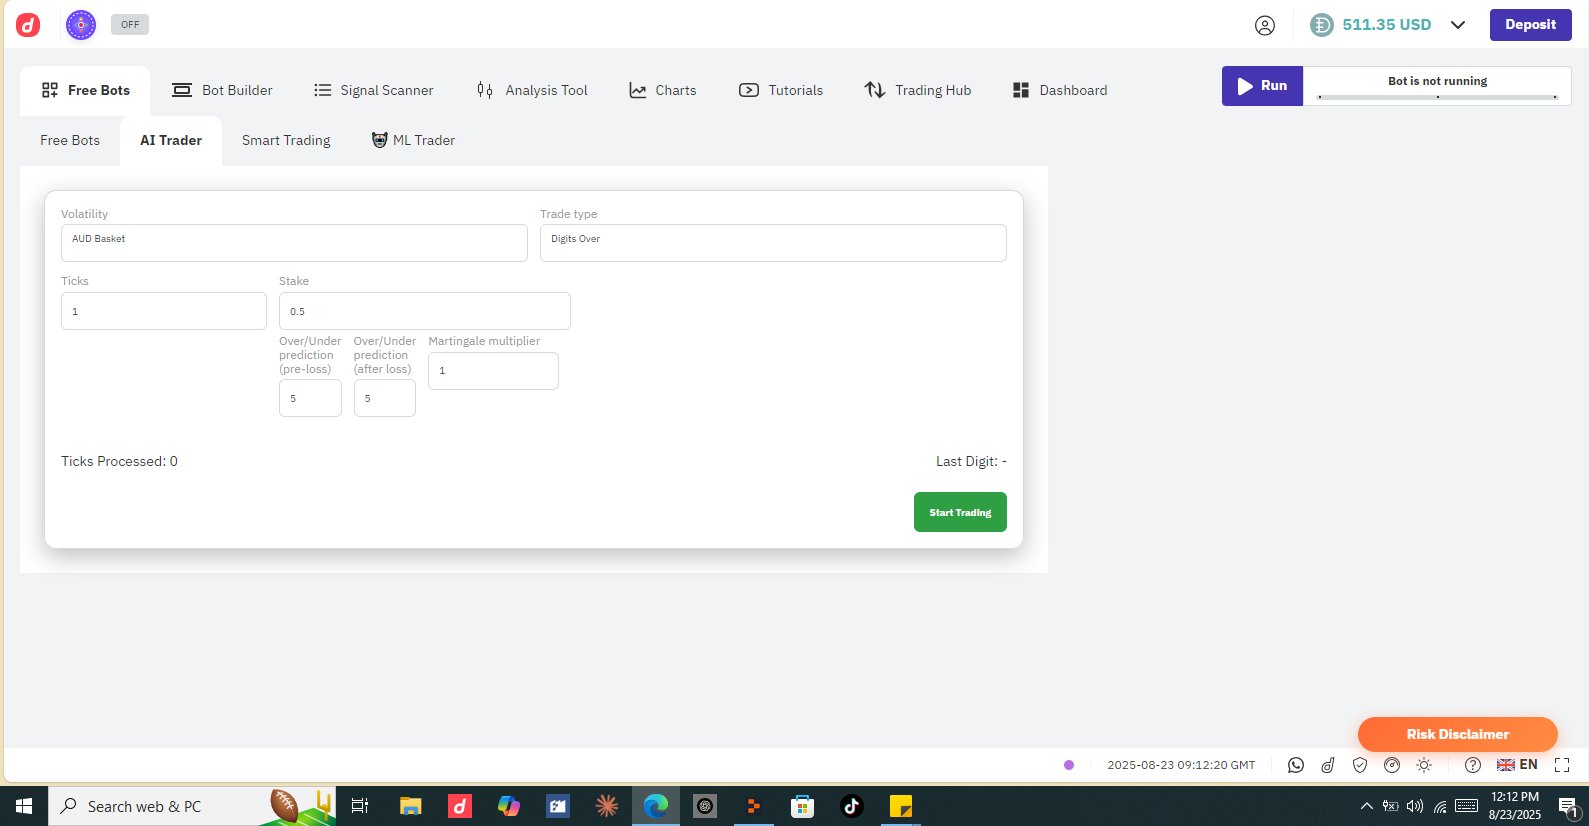 OFF
511.35 USD
Deposit
Free Bots
Bot Builder
Signal Scanner
Analysis Tool
Charts
Tutorials
Trading Hub
Dashboard
Run
Bot is not running
Free Bots
AI Trader
Smart Trading
ML Trader
Volatility
Trade type
AUD Basket
Digits Over
Ticks
Stake
1
0.5
Over/Under
prediction
(pre-loss)
Over/Under
prediction
(after loss)
Martingale multiplier
5
5
1
Ticks Processed: 0
Last Digit: -
Start Trading
Risk Disclaimer
2025-08-23 09:12:20 GMT
EN
Search web & PC
12:12 PM
8/23/2025
1